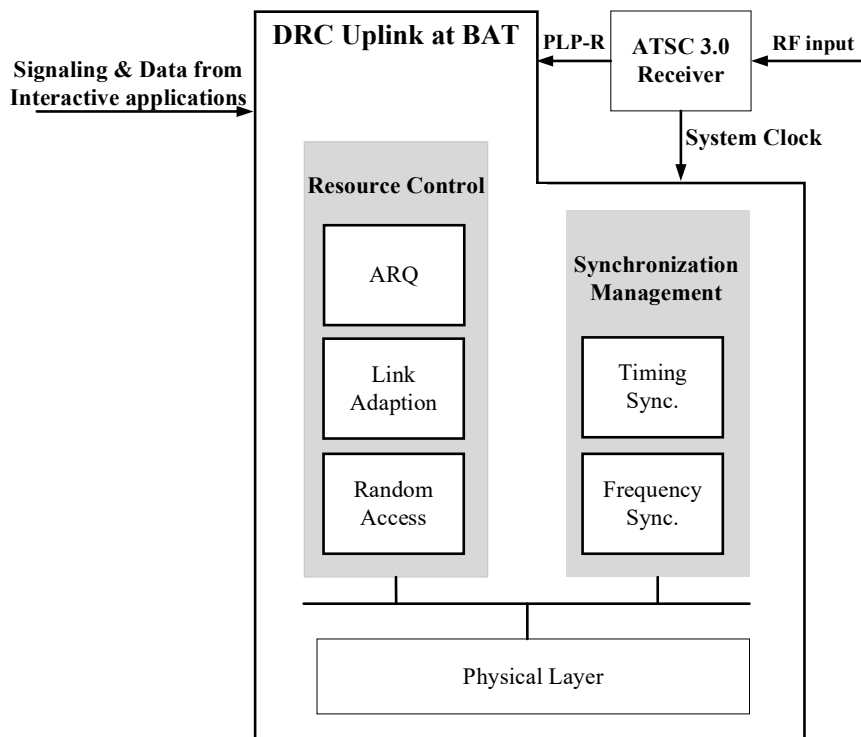 DRC Uplink at BAT
PLP-R
ATSC 3.0
Receiver
RF input
Signaling & Data from
Interactive applications
System Clock
Resource Control
ARQ
Link
Adaption
Random
Access
Synchronization
Management
Timing
Sync.
Frequency
Sync.
Physical Layer